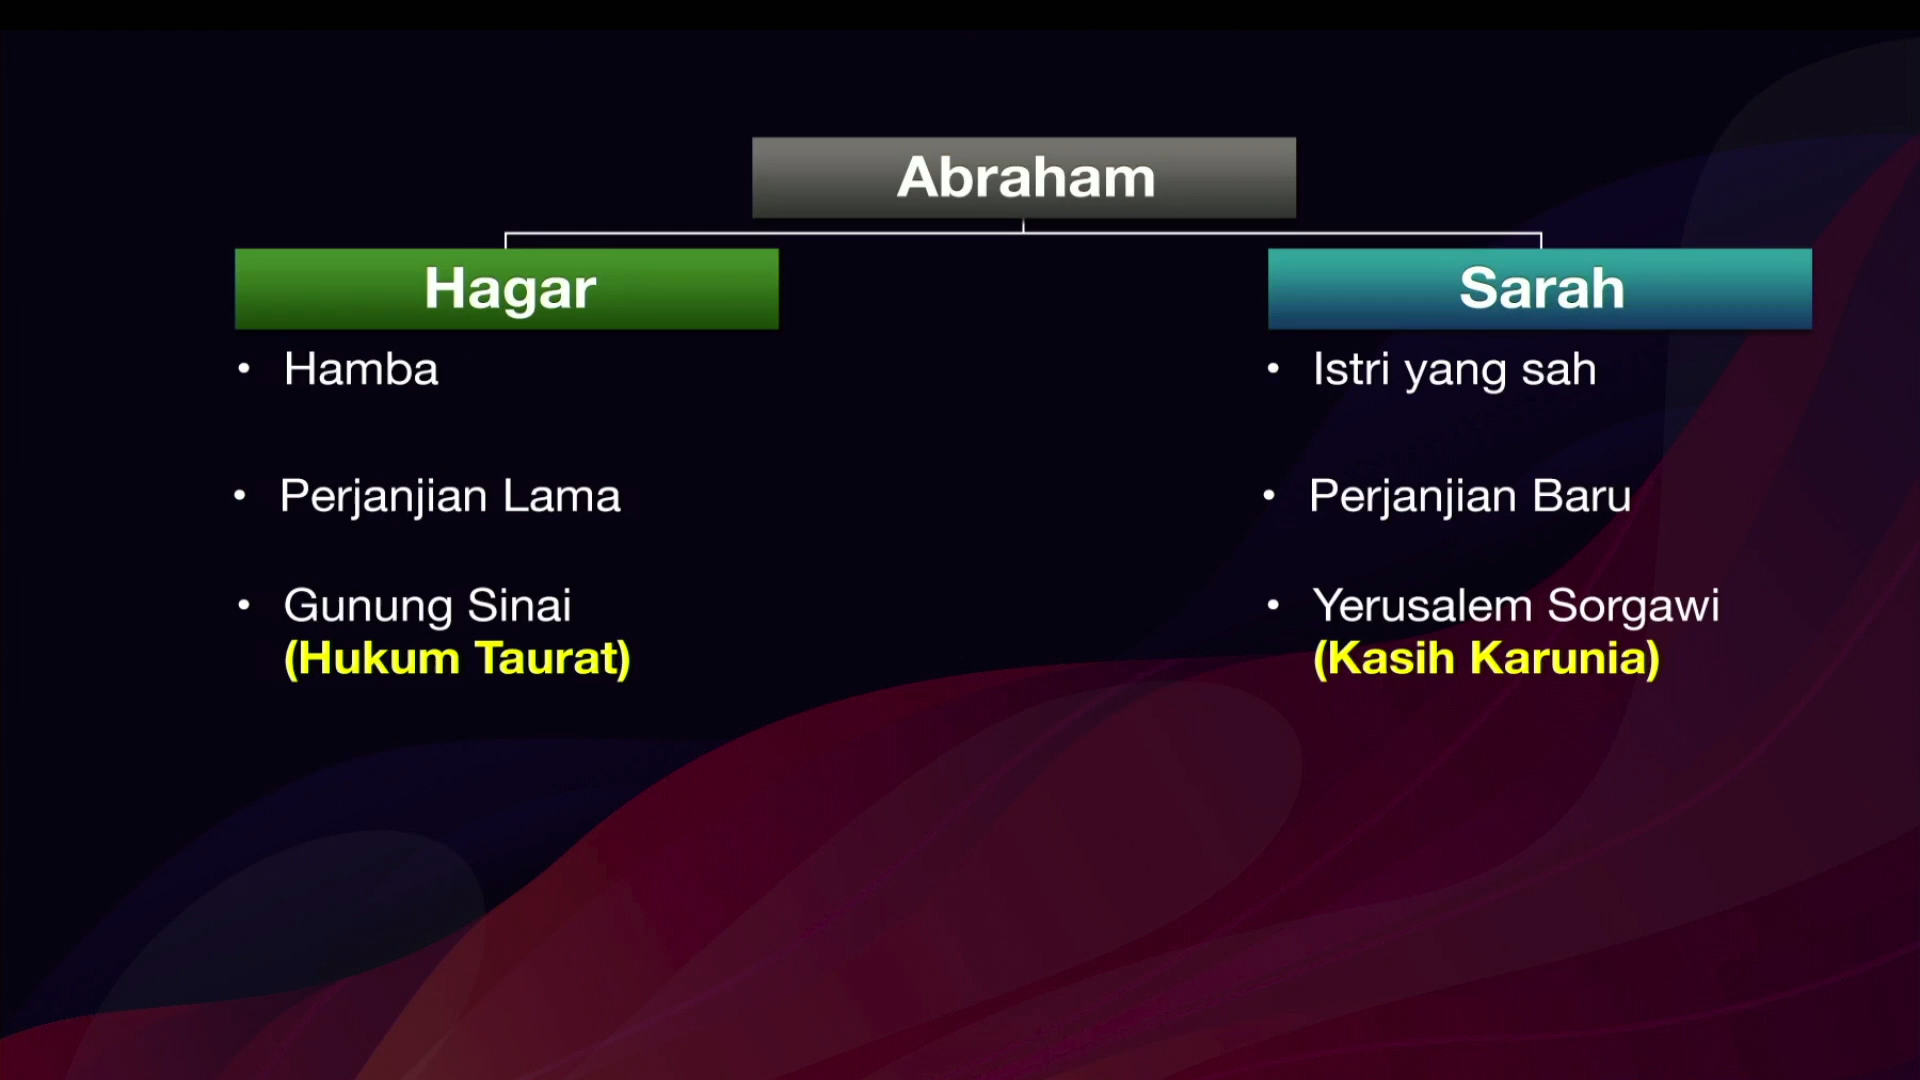 Abraham
Hagar
• Hamba
• Perjanjian Lama
• Gunung Sinai
(Hukum Taurat)
Sarah
• Istri yang sah
• Perjanjian Baru
• Yerusalem Sorgawi
(Kasih Karunia)